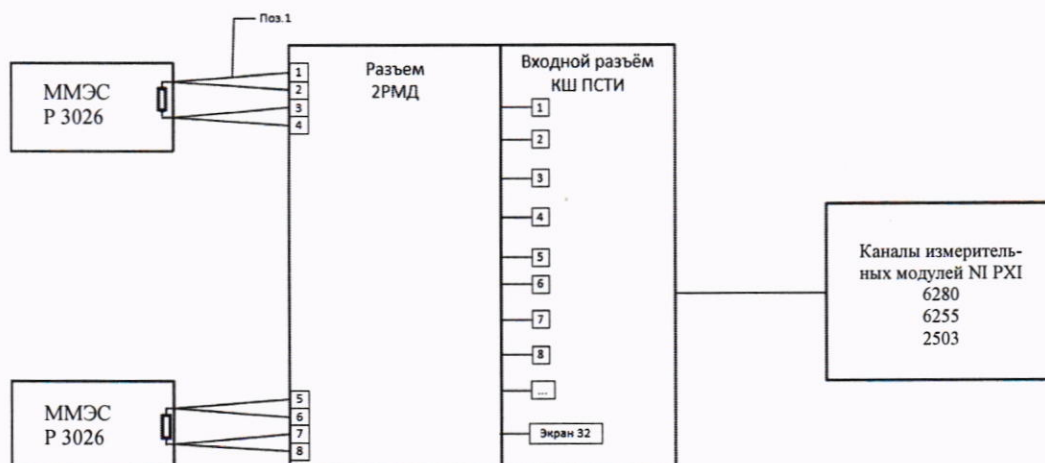 Поз.1
ММЭС
Р 3026
1
2
3
4
Разъем
2РМД
Входной разъём
КШ ПСТИ
1
2
3
4
5
6
7
8
...
Экран 32
Каналы измеритель-
ных модулей NI PXI
6280
6255
2503
ММЭС
Р 3026
5
6
7
8